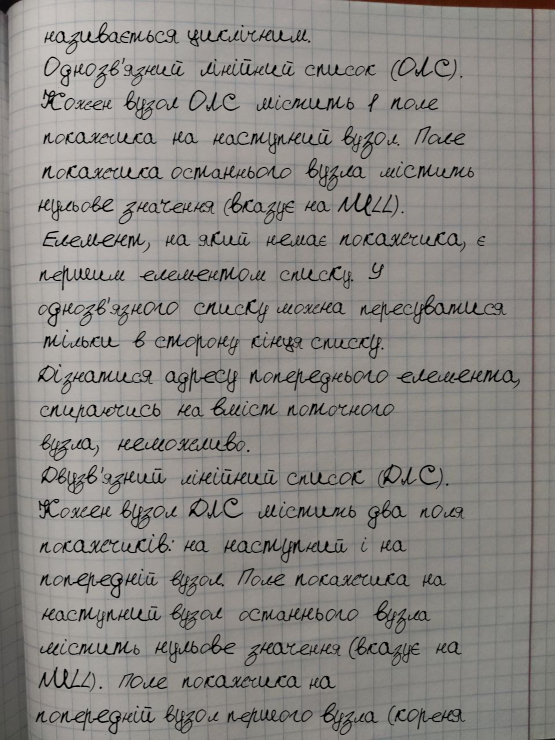 називається циклічним.
Однозв'язний лінійний список (ОЛС).
Кожен вузол ОЛС містить 1 поле
покажчика на наступний вузол. Поле
покажчика останнього вузла містить
нульове значення (вказує на NULL).
Елемент, на який немає покажчика, є
першим елементом списку. У
однозв'язного списку можна пересуватися
тільки в сторону кінця списку.
Дізнатися адресу попереднього елемента,
спираючись на вміст поточного
вузла, неможливо.
Двузв'язний лінійний список (ДЛС).
Кожен вузол ДЛС містить два поля
покажчиків: на наступний і на
попередній вузол. Поле покажчика на
наступний вузол останнього вузла
містить нульове значення (вказує на
NULL). Поле покажчика на
попередній вузол першого вузла (кореня